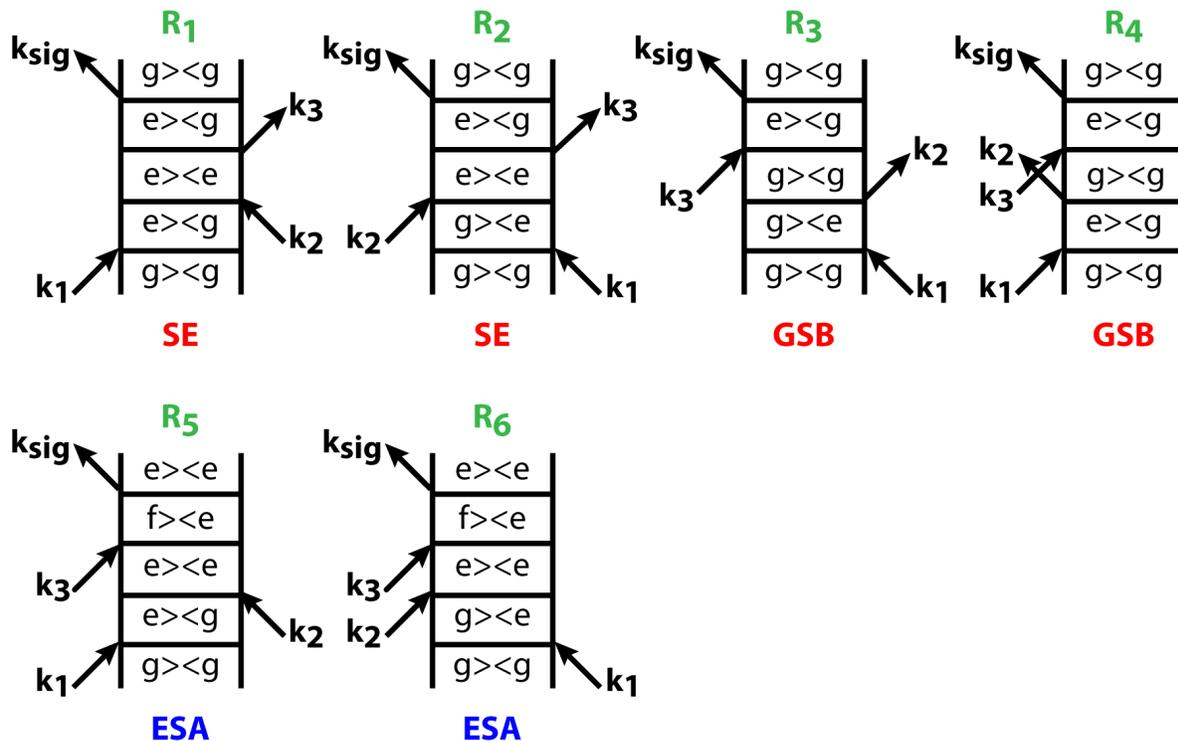 R1 R2 R3 R4
ksig g><g ksig g><g ksig g><g ksig g><g
e><g k3 e><g k3 e><g e><g
e><e e><e k3 g><g k2 k2 k3 g><g
e><g k2 k2 g><e g><e e><g
k1 g><g g><g k1 g><g k1 k1 g><g
SE SE GSB GSB
R5 R6
ksig e><e ksig e><e
f><e f><e
k3 e><e k3 e><e
e><g k2 k2 g><e
k1 g><g g><g k1
ESA ESA